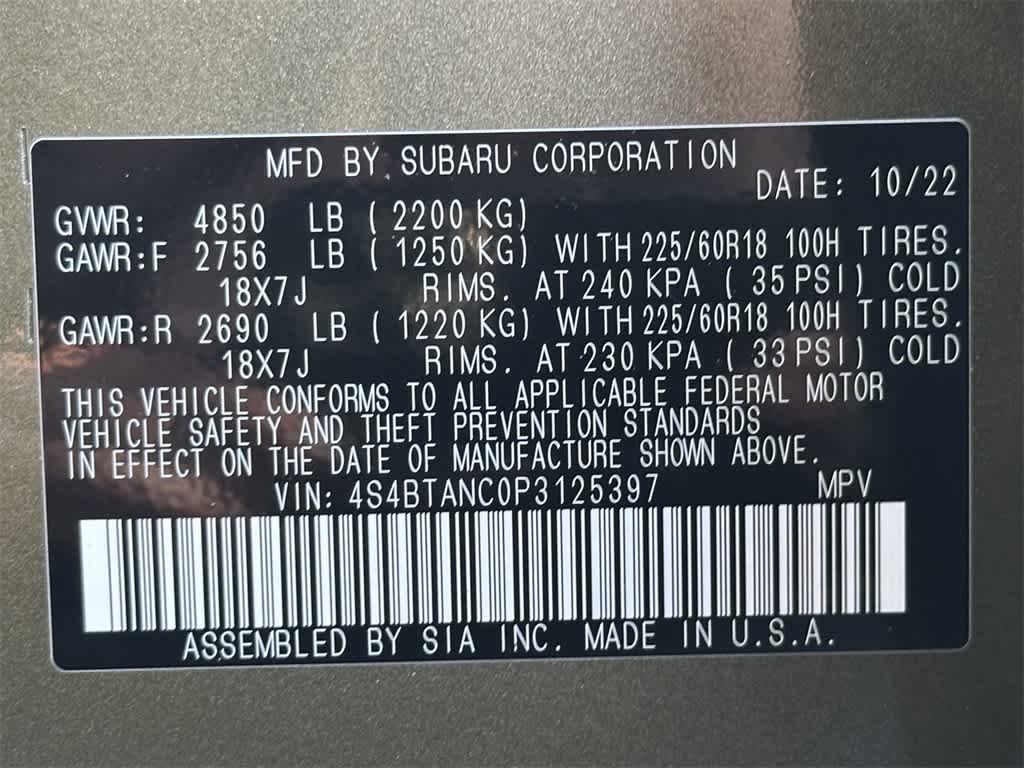 MFD BY SUBARU CORPORATION
DATE: 10/22
GVWR: 4850 LB ( 2200 KG)
GAWR:F 2756 LB ( 1250 KG) WITH 225/60R18 100H TIRES.
18X7J RIMS. AT 240 KPA ( 35 PSI) COLD
GAWR:R 2690 LB ( 1220 KG) WITH 225/60R18 100H TIRES.
18X7J RIMS. AT 230 KPA ( 33 PSI) COLD
THIS VEHICLE CONFORMS TO ALL APPLICABLE FEDERAL MOTOR
VEHICLE SAFETY AND THEFT PREVENTION STANDARDS
IN EFFECT ON THE DATE OF MANUFACTURE SHOWN ABOVE.
VIN: 4S4BTANC0P3125397 MPV
ASSEMBLED BY SIA INC. MADE IN U.S.A.